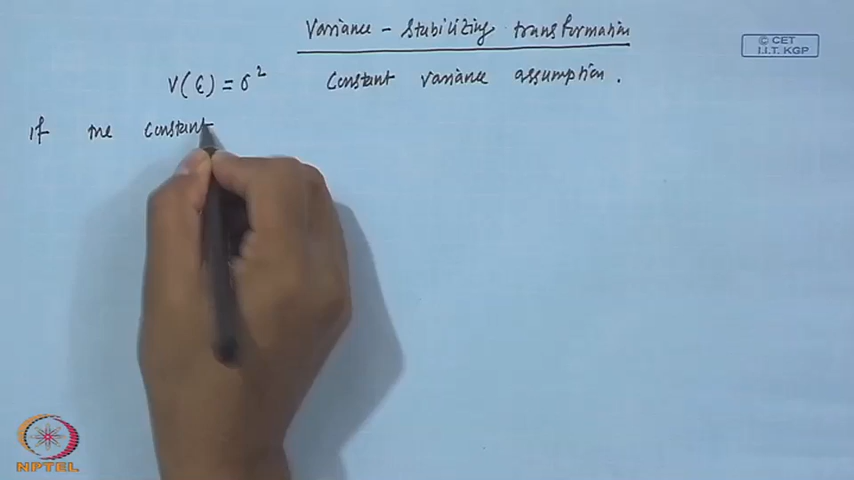 Variance - Stabilizing transformation
© CET
I.I.T. KGP
V(ε) = σ² Constant variance assumption.
If the constant
NPTEL